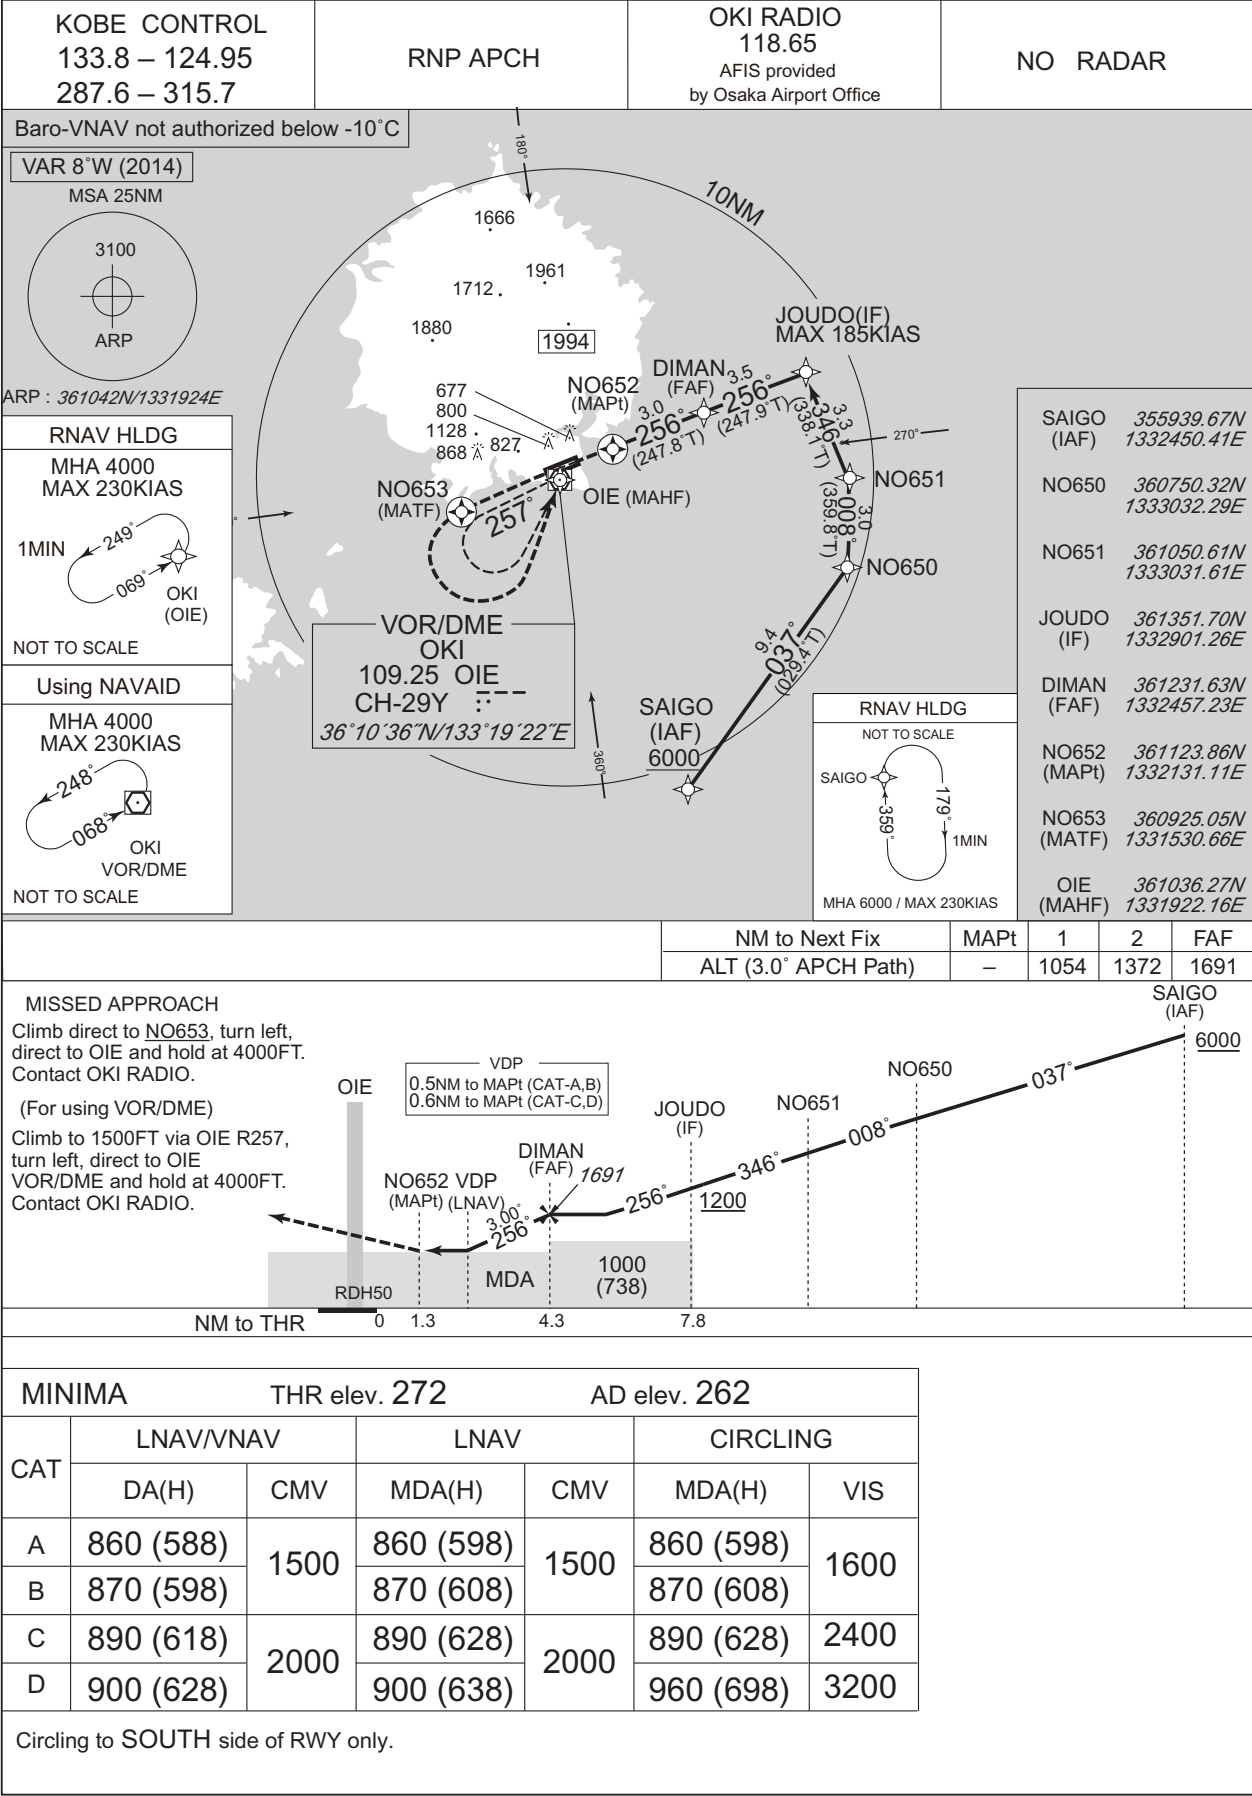 KOBE CONTROL
133.8 – 124.95
287.6 – 315.7
RNP APCH
OKI RADIO
118.65
AFIS provided
by Osaka Airport Office
NO RADAR
Baro-VNAV not authorized below -10˚C
VAR 8˚W (2014)
MSA 25NM
3100
ARP
ARP : 361042N/1331924E
RNAV HLDG
MHA 4000
MAX 230KIAS
1MIN
249˚
069˚
OKI
(OIE)
NOT TO SCALE
Using NAVAID
MHA 4000
MAX 230KIAS
248˚
068˚
OKI
VOR/DME
NOT TO SCALE
180˚
10NM
1666
1961
1712
1880
1994
677
800
1128
868
827
NO652
(MAPt)
DIMAN
(FAF)
JOUDO(IF)
MAX 185KIAS
3.0
256˚
(247.8˚T)
3.5
256˚
(247.9˚T)
3.3
346˚
(338.1˚T)
270˚
NO651
3.0
008˚
(359.8˚T)
NO650
NO653
(MATF)
257˚
OIE (MAHF)
˚
VOR/DME
OKI
109.25 OIE
CH-29Y
36˚10´36˝N/133˚19´22˝E
9.4
037˚
(029.4˚T)
SAIGO
(IAF)
6000
360˚
RNAV HLDG
NOT TO SCALE
SAIGO
179˚
359˚
1MIN
MHA 6000 / MAX 230KIAS
SAIGO 355939.67N
(IAF) 1332450.41E
NO650 360750.32N
1333032.29E
NO651 361050.61N
1333031.61E
JOUDO 361351.70N
(IF) 1332901.26E
DIMAN 361231.63N
(FAF) 1332457.23E
NO652 361123.86N
(MAPt) 1332131.11E
NO653 360925.05N
(MATF) 1331530.66E
OIE 361036.27N
(MAHF) 1331922.16E
NM to Next Fix MAPt 1 2 FAF
ALT (3.0˚ APCH Path) – 1054 1372 1691
MISSED APPROACH
Climb direct to NO653, turn left,
direct to OIE and hold at 4000FT.
Contact OKI RADIO.
(For using VOR/DME)
Climb to 1500FT via OIE R257,
turn left, direct to OIE
VOR/DME and hold at 4000FT.
Contact OKI RADIO.
OIE
VDP
0.5NM to MAPt (CAT-A,B)
0.6NM to MAPt (CAT-C,D)
NO652
(MAPt)
VDP
(LNAV)
DIMAN
(FAF)
1691
3.00˚
256˚
JOUDO
(IF)
256˚
1200
346˚
NO651
008˚
NO650
037˚
SAIGO
(IAF)
6000
RDH50
MDA
1000
(738)
NM to THR 0 1.3 4.3 7.8
MINIMA THR elev. 272 AD elev. 262
CAT LNAV/VNAV LNAV CIRCLING
DA(H) CMV MDA(H) CMV MDA(H) VIS
A 860 (588) 1500 860 (598) 1500 860 (598) 1600
B 870 (598) 870 (608) 870 (608)
C 890 (618) 2000 890 (628) 2000 890 (628) 2400
D 900 (628) 900 (638) 960 (698) 3200
Circling to SOUTH side of RWY only.